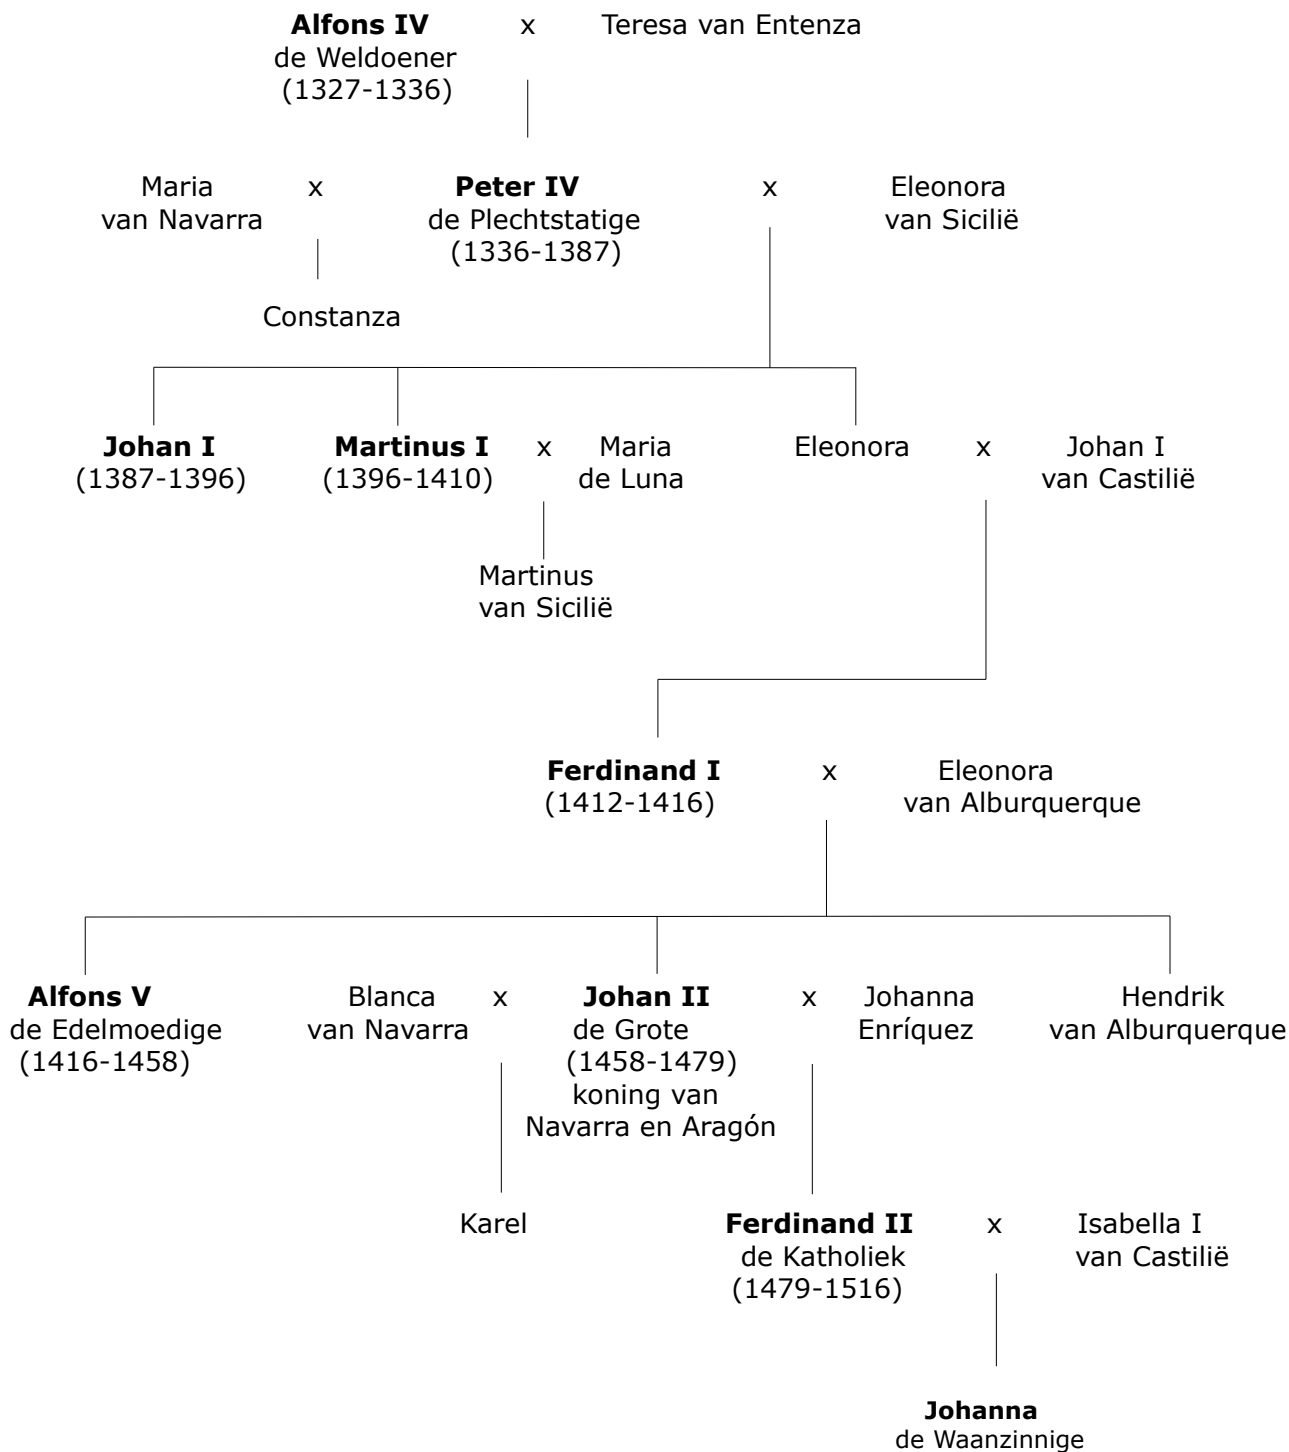 Alfons IV x Teresa van Entenza
de Weldoener
(1327-1336)
Maria x Peter IV x Eleonora
van Navarra de Plechtstatige van Sicilië
(1336-1387)
Constanza
Johan I Martinus I x Maria Eleonora x Johan I
(1387-1396) (1396-1410) de Luna van Castilië
Martinus
van Sicilië
Ferdinand I x Eleonora
(1412-1416) van Alburquerque
Alfons V Blanca x Johan II x Johanna Hendrik
de Edelmoedige van Navarra de Grote Enríquez van Alburquerque
(1416-1458) (1458-1479)
koning van
Navarra en Aragón
Karel Ferdinand II x Isabella I
de Katholiek van Castilië
(1479-1516)
Johanna
de Waanzinnige